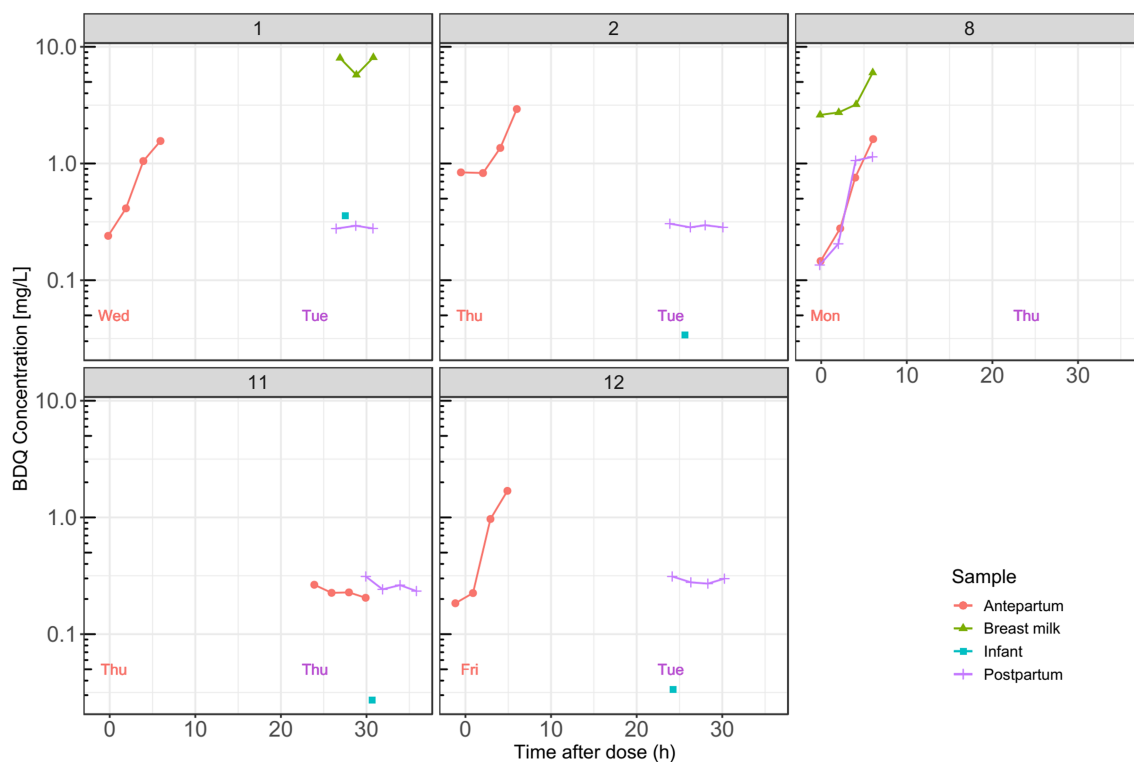 1
2
8
10.0
1.0
0.1
Wed
Tue
Thu
Tue
Mon
Thu
0 10 20 30
11
12
10.0
1.0
0.1
Thu
Thu
Fri
Tue
0 10 20 30
0 10 20 30
BDQ Concentration [mg/L]
Time after dose (h)
Sample
Antepartum
Breast milk
Infant
Postpartum